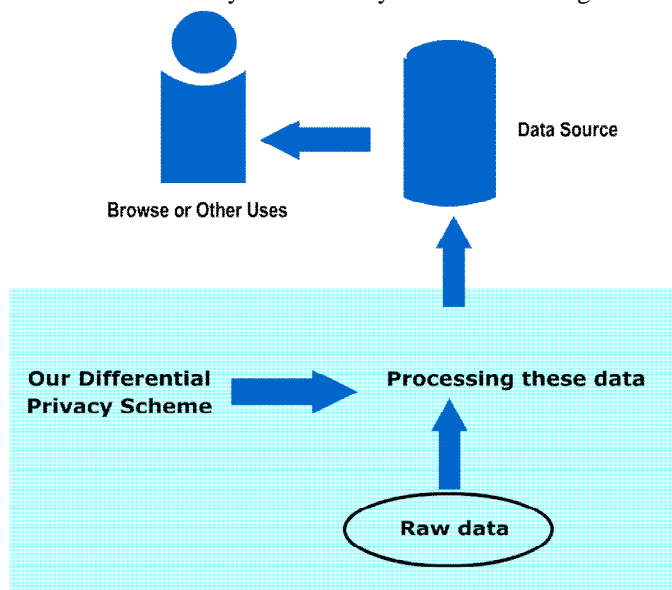 Data Source
Browse or Other Uses
Our Differential
Privacy Scheme
Processing these data
Raw data